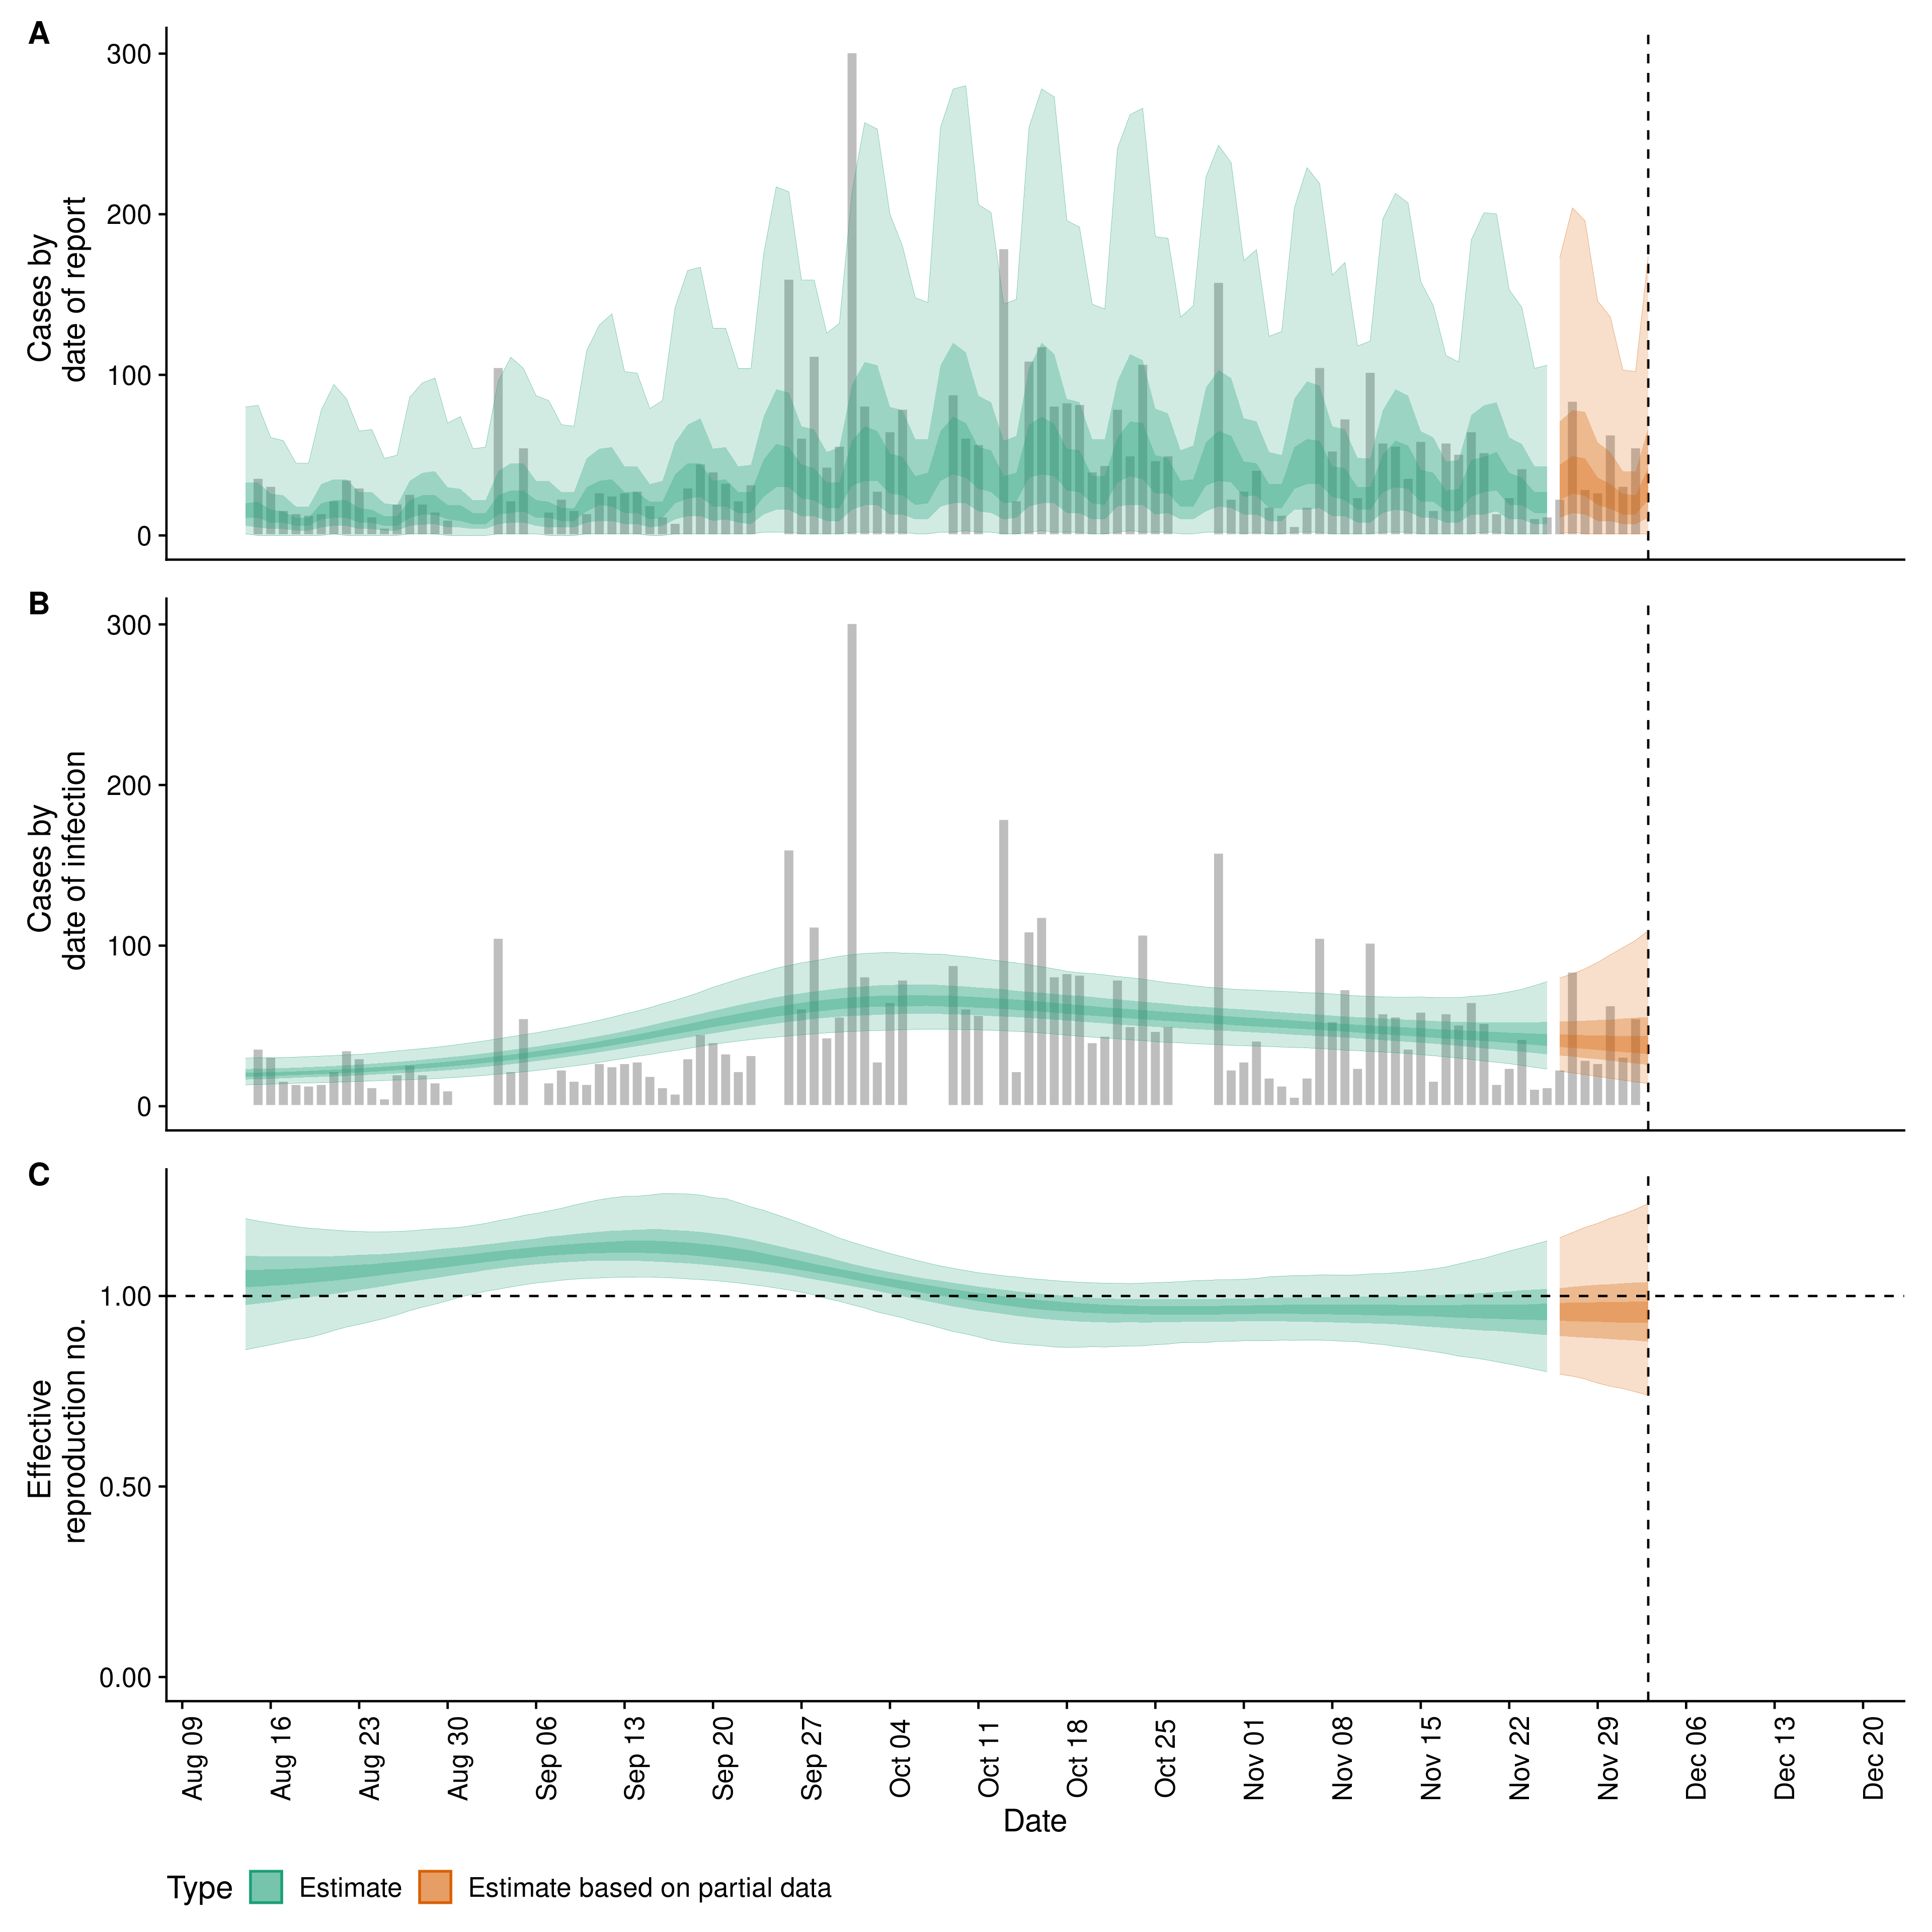 A
300
200
100
0
Cases by
date of report
B
300
200
100
0
Cases by
date of infection
C
1.00
0.50
0.00
Effective
reproduction no.
Aug 09
Aug 16
Aug 23
Aug 30
Sep 06
Sep 13
Sep 20
Sep 27
Oct 04
Oct 11
Oct 18
Oct 25
Nov 01
Nov 08
Nov 15
Nov 22
Nov 29
Dec 06
Dec 13
Dec 20
Date
Type Estimate Estimate based on partial data